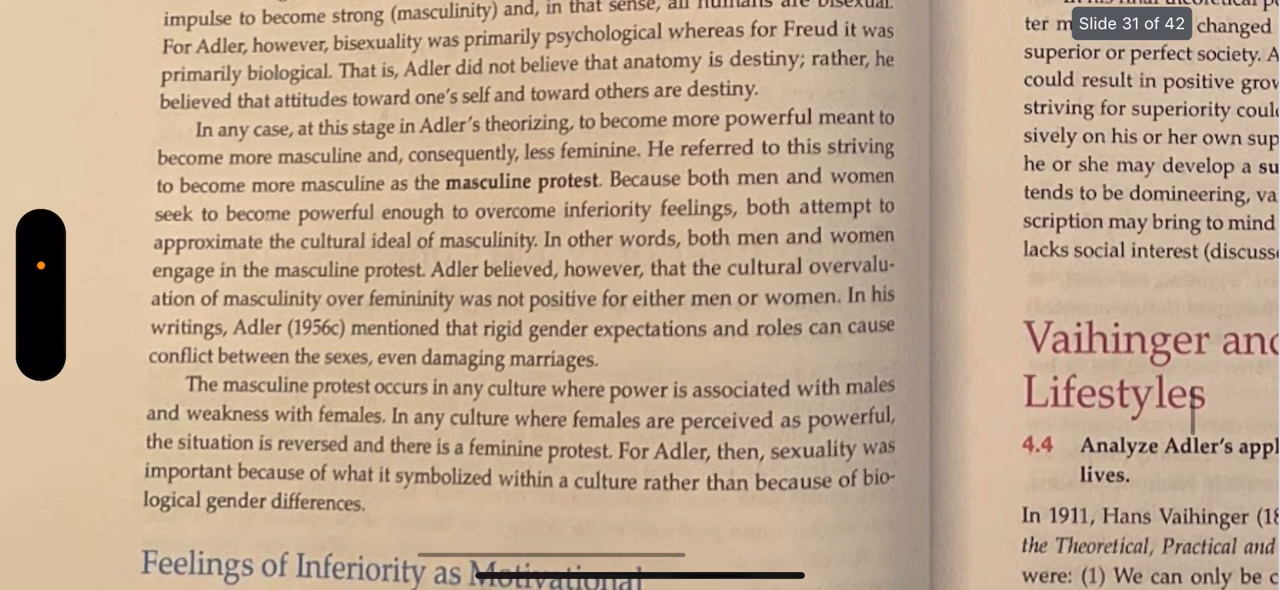 impulse to become strong (masculinity) and, in that sense, all humans are bisexual.
For Adler, however, bisexuality was primarily psychological whereas for Freud it was
primarily biological. That is, Adler did not believe that anatomy is destiny; rather, he
believed that attitudes toward one's self and toward others are destiny.
In any case, at this stage in Adler's theorizing, to become more powerful meant to
become more masculine and, consequently, less feminine. He referred to this striving
to become more masculine as the masculine protest. Because both men and women
seek to become powerful enough to overcome inferiority feelings, both attempt to
approximate the cultural ideal of masculinity. In other words, both men and women
engage in the masculine protest. Adler believed, however, that the cultural overvalu-
ation of masculinity over femininity was not positive for either men or women. In his
writings, Adler (1956c) mentioned that rigid gender expectations and roles can cause
conflict between the sexes, even damaging marriages.
The masculine protest occurs in any culture where power is associated with males
and weakness with females. In any culture where females are perceived as powerful,
the situation is reversed and there is a feminine protest. For Adler, then, sexuality was
important because of what it symbolized within a culture rather than because of bio-
logical gender differences.
Feelings of Inferiority as Motivational
Slide 31 of 42
ter changed
superior or perfect society. A
could result in positive grow
striving for superiority coul
sively on his or her own sup
he or she may develop a su
tends to be domineering, va
scription may bring to mind
lacks social interest (discuss
Vaihinger and
Lifestyles
4.4 Analyze Adler's appl
lives.
In 1911, Hans Vaihinger (18
the Theoretical, Practical and
were: (1) We can only be c